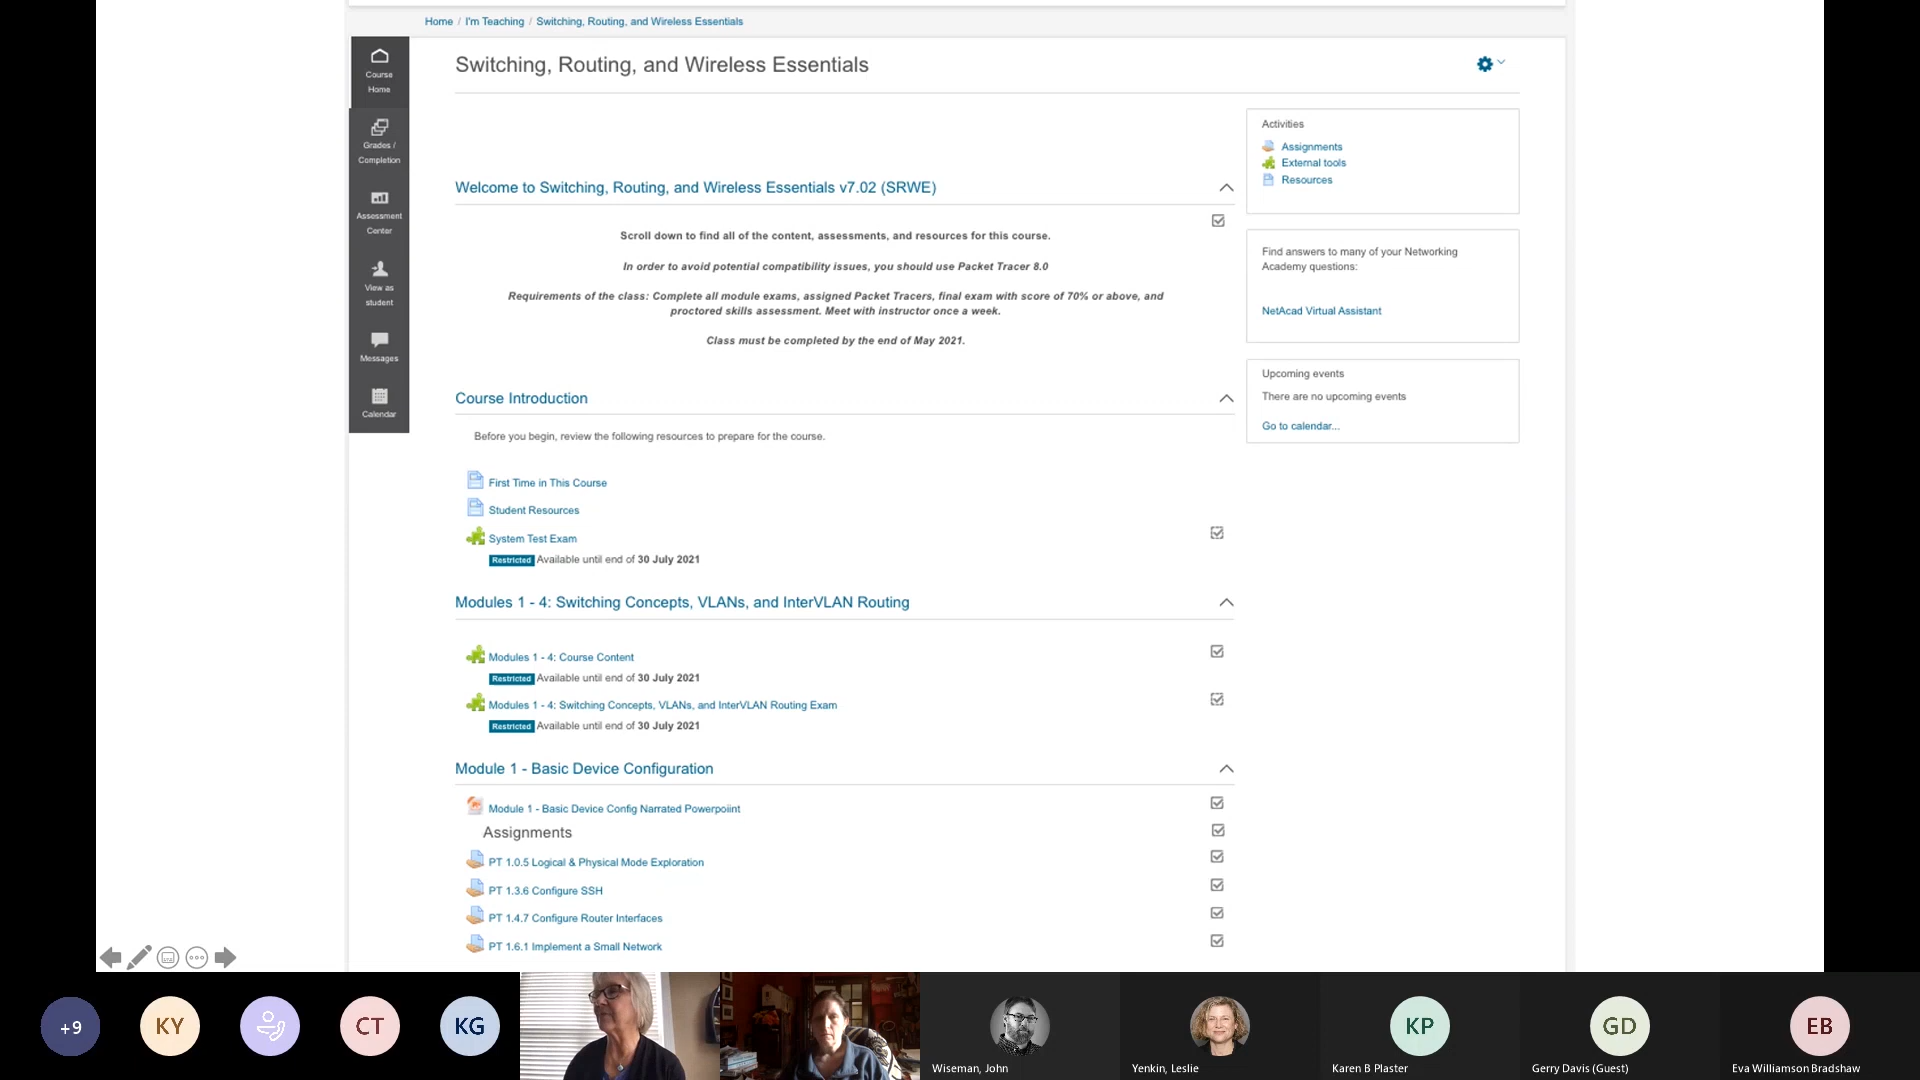 Home / I'm Teaching / Switching, Routing, and Wireless Essentials
Course
Home
Grades /
Completion
Assessment
Center
View as
student
Messages
Calendar
Switching, Routing, and Wireless Essentials
Welcome to Switching, Routing, and Wireless Essentials v7.02 (SRWE)
Scroll down to find all of the content, assessments, and resources for this course.
In order to avoid potential compatibility issues, you should use Packet Tracer 8.0
Requirements of the class: Complete all module exams, assigned Packet Tracers, final exam with score of 70% or above, and
proctored skills assessment. Meet with instructor once a week.
Class must be completed by the end of May 2021.
Course Introduction
Before you begin, review the following resources to prepare for the course.
First Time in This Course
Student Resources
System Test Exam
Restricted Available until end of 30 July 2021
Modules 1 - 4: Switching Concepts, VLANs, and InterVLAN Routing
Modules 1 - 4: Course Content
Restricted Available until end of 30 July 2021
Modules 1 - 4: Switching Concepts, VLANs, and InterVLAN Routing Exam
Restricted Available until end of 30 July 2021
Module 1 - Basic Device Configuration
Module 1 - Basic Device Config Narrated Powerpoiint
Assignments
PT 1.0.5 Logical & Physical Mode Exploration
PT 1.3.6 Configure SSH
PT 1.4.7 Configure Router Interfaces
PT 1.6.1 Implement a Small Network
Activities
Assignments
External tools
Resources
Find answers to many of your Networking
Academy questions:
NetAcad Virtual Assistant
Upcoming events
There are no upcoming events
Go to calendar...
+9
KY
CT
KG
KP
GD
EB
Wiseman, John
Yenkin, Leslie
Karen B Plaster
Gerry Davis (Guest)
Eva Williamson Bradshaw